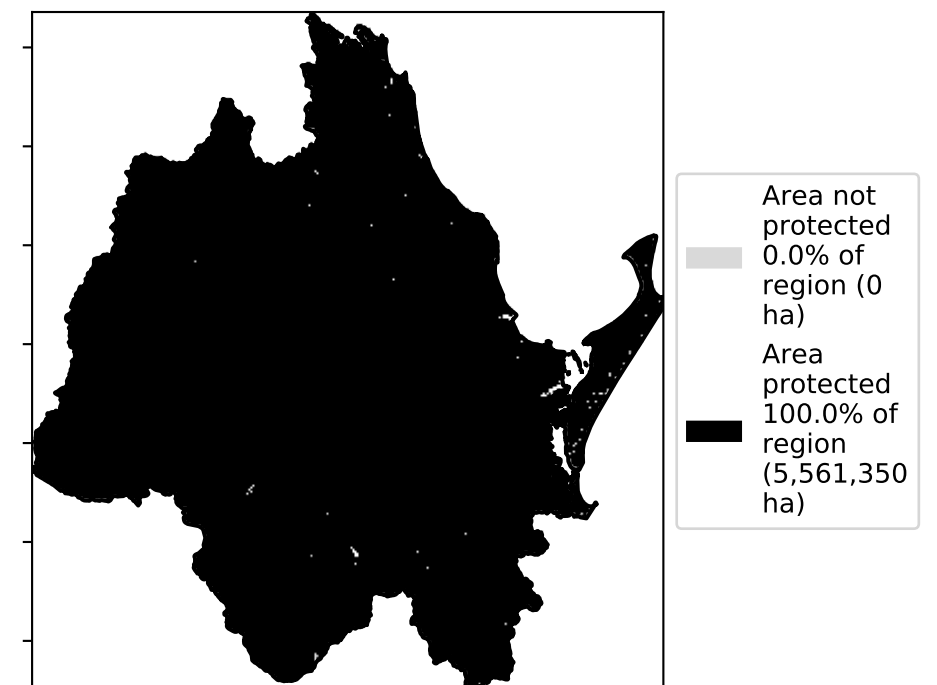 Area not
protected
0.0% of
region (0
ha)
Area
protected
100.0% of
region
(5,561,350
ha)